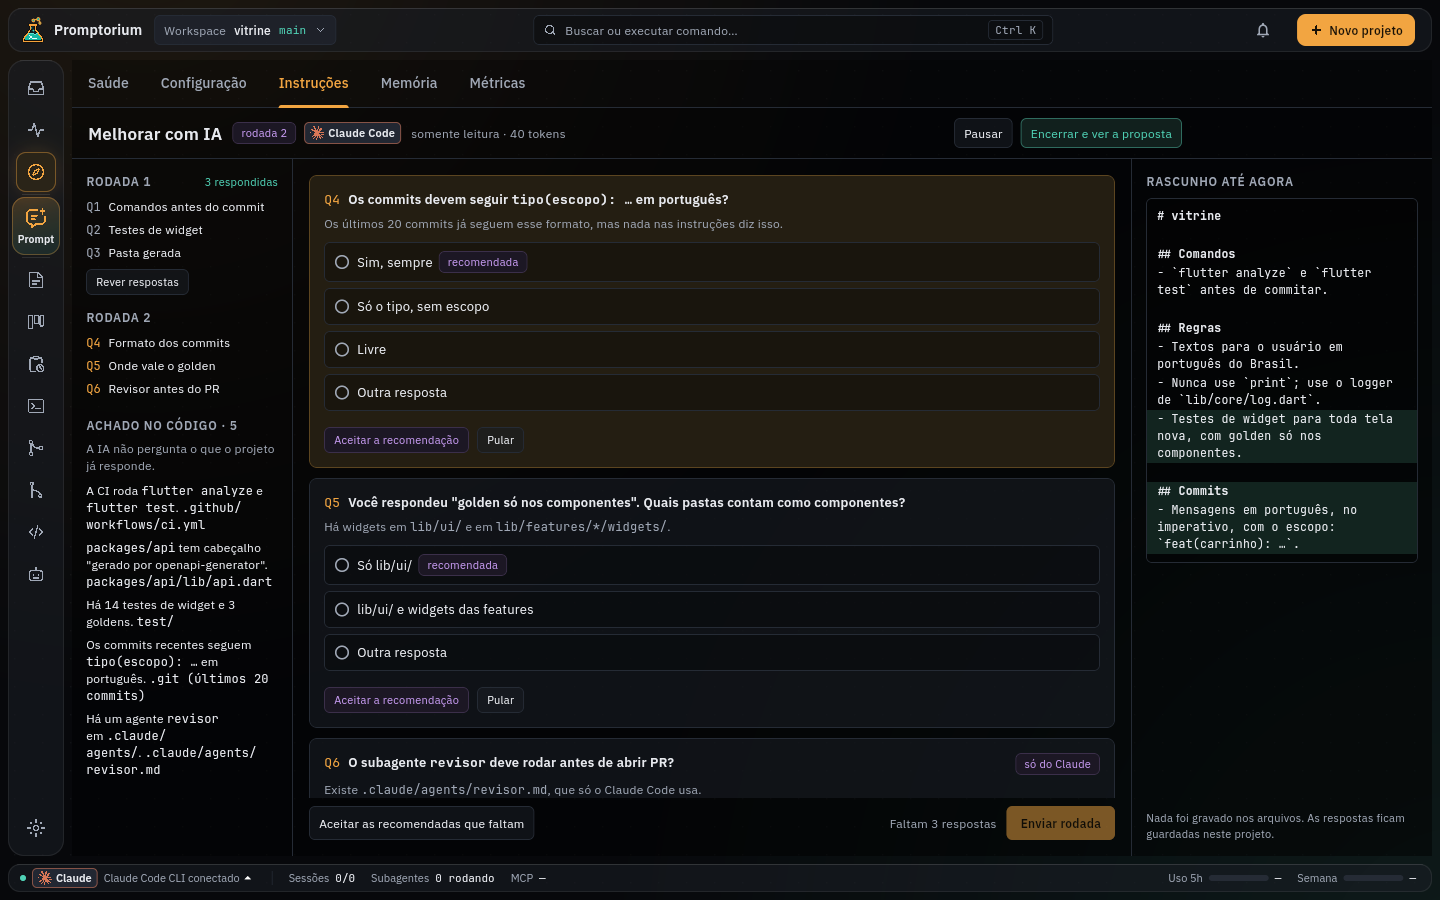 Promptorium
Workspace vitrine main
Buscar ou executar comando...
Ctrl K
Novo projeto
Saúde
Configuração
Instruções
Memória
Métricas
Melhorar com IA
rodada 2
Claude Code
somente leitura · 40 tokens
Pausar
Encerrar e ver a proposta
Prompt
RODADA 1
3 respondidas
Q1 Comandos antes do commit
Q2 Testes de widget
Q3 Pasta gerada
Rever respostas
RODADA 2
Q4 Formato dos commits
Q5 Onde vale o golden
Q6 Revisor antes do PR
ACHADO NO CÓDIGO · 5
A IA não pergunta o que o projeto
já responde.
A CI roda flutter analyze e
flutter test. .github/
workflows/ci.yml
packages/api tem cabeçalho
"gerado por openapi-generator".
packages/api/lib/api.dart
Há 14 testes de widget e 3
goldens. test/
Os commits recentes seguem
tipo(escopo): … em
português. .git (últimos 20
commits)
Há um agente revisor
em .claude/
agents/. .claude/agents/
revisor.md
Q4 Os commits devem seguir tipo(escopo): … em português?
Os últimos 20 commits já seguem esse formato, mas nada nas instruções diz isso.
Sim, sempre
recomendada
Só o tipo, sem escopo
Livre
Outra resposta
Aceitar a recomendação
Pular
Q5 Você respondeu "golden só nos componentes". Quais pastas contam como componentes?
Há widgets em lib/ui/ e em lib/features/*/widgets/.
Só lib/ui/
recomendada
lib/ui/ e widgets das features
Outra resposta
Aceitar a recomendação
Pular
Q6 O subagente revisor deve rodar antes de abrir PR?
só do Claude
Existe .claude/agents/revisor.md, que só o Claude Code usa.
Aceitar as recomendadas que faltam
Faltam 3 respostas
Enviar rodada
RASCUNHO ATÉ AGORA
# vitrine
## Comandos
- `flutter analyze` e `flutter
test` antes de commitar.
## Regras
- Textos para o usuário em
português do Brasil.
- Nunca use `print`; use o logger
de `lib/core/log.dart`.
- Testes de widget para toda tela
nova, com golden só nos
componentes.
## Commits
- Mensagens em português, no
imperativo, com o escopo:
`feat(carrinho): …`.
Nada foi gravado nos arquivos. As respostas ficam
guardadas neste projeto.
Claude
Claude Code CLI conectado
Sessões 0/0
Subagentes 0 rodando
MCP —
Uso 5h —
Semana —